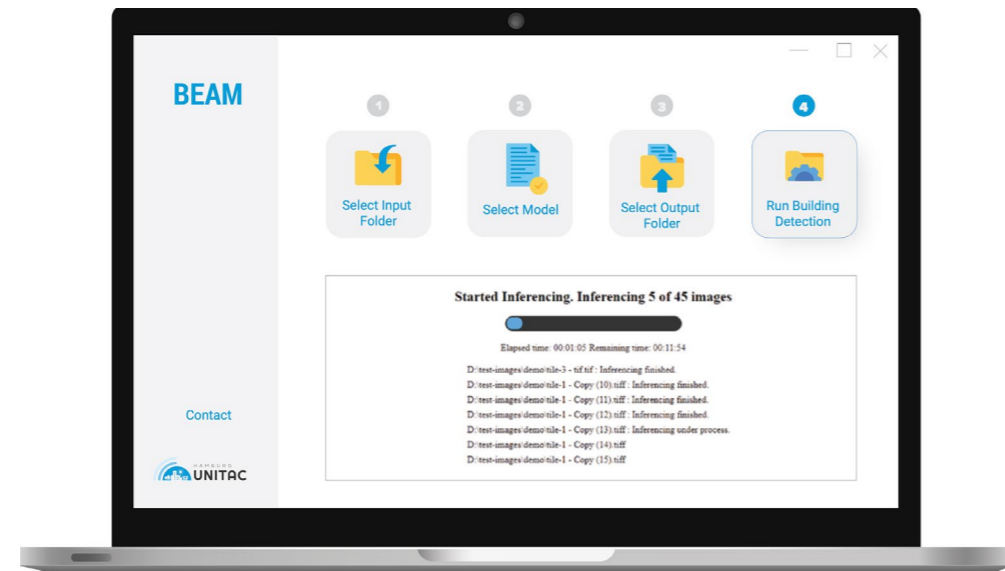 BEAM
1
2
3
4
Select Input
Folder
Select Model
Select Output
Folder
Run Building
Detection
Started Inferencing. Inferencing 5 of 45 images
Elapsed time: 00:01:05 Remaining time: 00:11:54
D:\test-images\demo\tile-3 - tif.tif : Inferencing finished.
D:\test-images\demo\tile-1 - Copy (10).tiff : Inferencing finished.
D:\test-images\demo\tile-1 - Copy (11).tiff : Inferencing finished.
D:\test-images\demo\tile-1 - Copy (12).tiff : Inferencing finished.
D:\test-images\demo\tile-1 - Copy (13).tiff : Inferencing under process.
D:\test-images\demo\tile-1 - Copy (14).tiff
D:\test-images\demo\tile-1 - Copy (15).tiff
Contact
HAMBURG
UNITAC